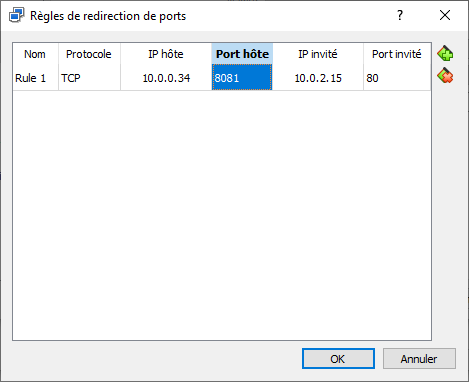 Règles de redirection de ports
Nom Protocole IP hôte Port hôte IP invité Port invité
Rule 1 TCP 10.0.0.34 8081 10.0.2.15 80
OK Annuler